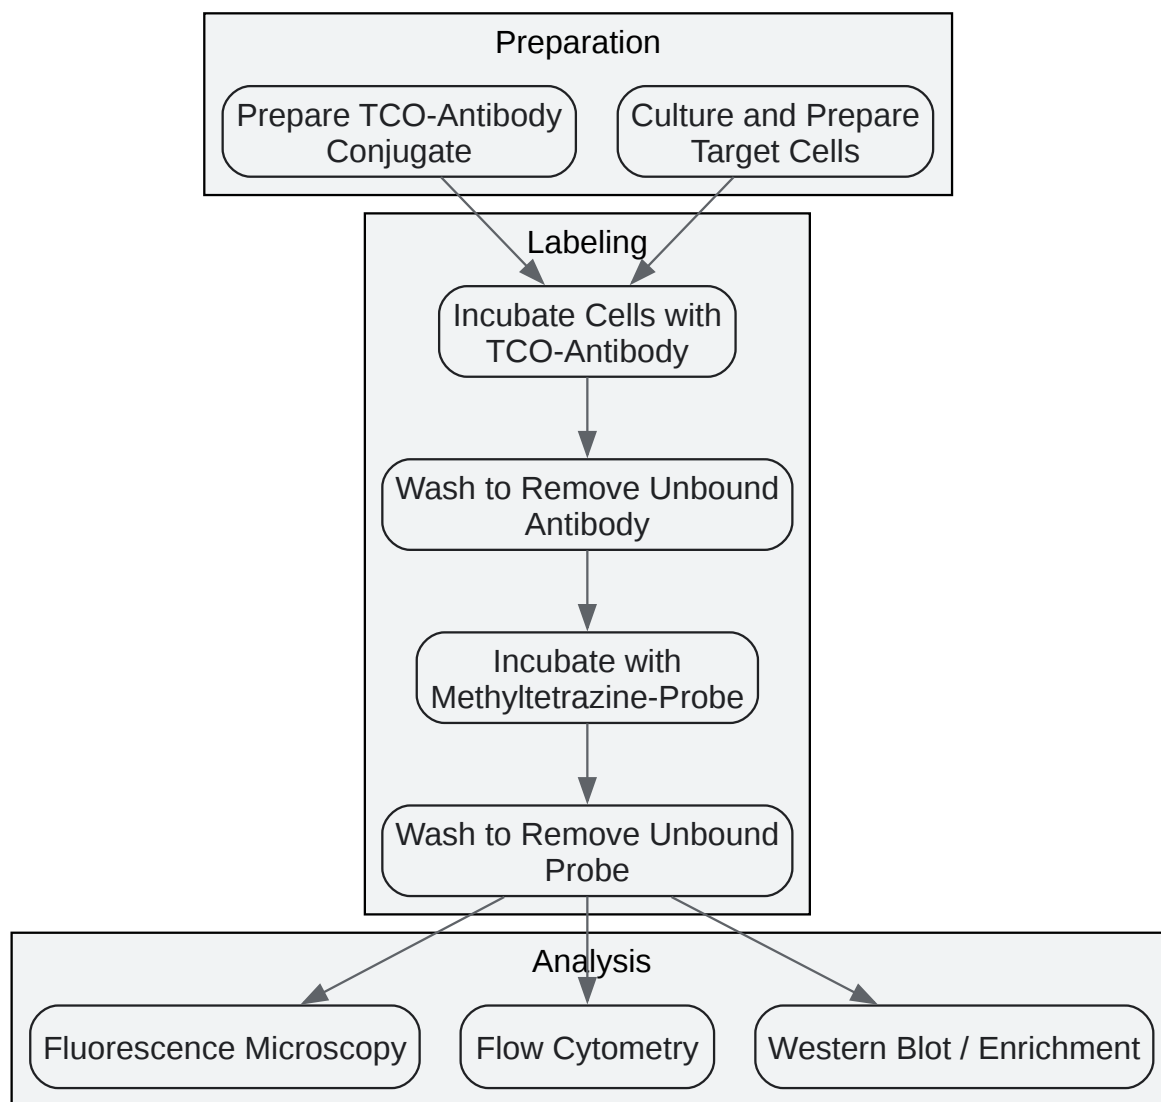 Preparation
Prepare TCO-Antibody
Conjugate
Culture and Prepare
Target Cells
Labeling
Incubate Cells with
TCO-Antibody
Wash to Remove Unbound
Antibody
Incubate with
Methyltetrazine-Probe
Wash to Remove Unbound
Probe
Analysis
Fluorescence Microscopy
Flow Cytometry
Western Blot / Enrichment